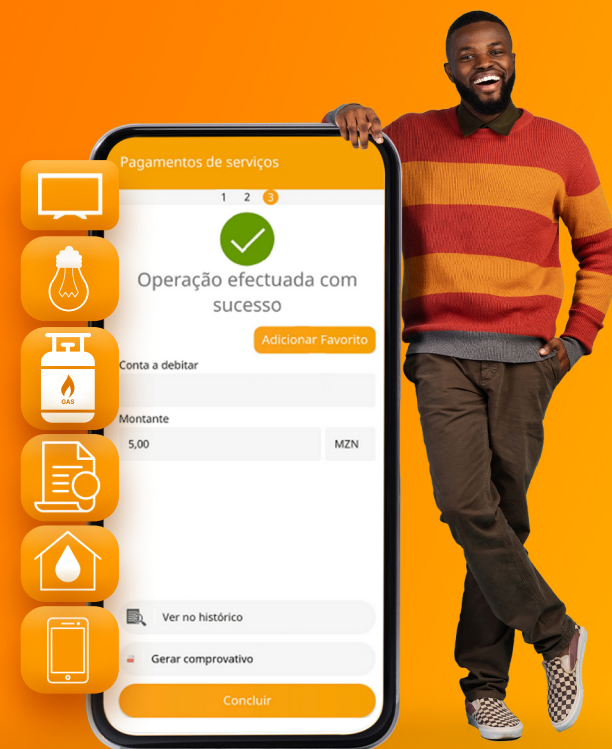 Pagamentos de serviços
1 2 3
Operação efectuada com
sucesso
Adicionar Favorito
Conta a debitar
Montante
5,00 MZN
GAS
Ver no histórico
Gerar comprovativo
Concluir